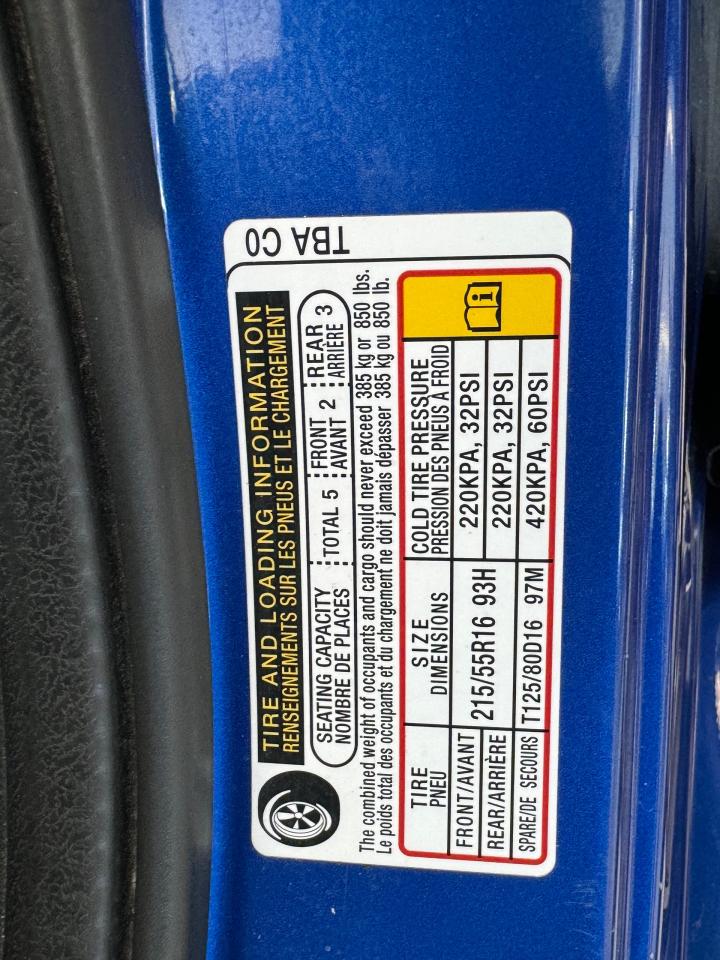 TIRE AND LOADING INFORMATION
RENSEIGNEMENTS SUR LES PNEUS ET LE CHARGEMENT
SEATING CAPACITY TOTAL 5 FRONT 2 REAR 3
NOMBRE DE PLACES AVANT ARRIÈRE
The combined weight of occupants and cargo should never exceed 385 kg or 850 lbs.
Le poids total des occupants et du chargement ne doit jamais dépasser 385 kg ou 850 lb.
TIRE SIZE COLD TIRE PRESSURE
PNEU DIMENSIONS PRESSION DES PNEUS À FROID
FRONT/AVANT 215/55R16 93H 220KPA, 32PSI
REAR/ARRIÈRE 220KPA, 32PSI
SPARE/DE SECOURS T125/80D16 97M 420KPA, 60PSI
TBA C0